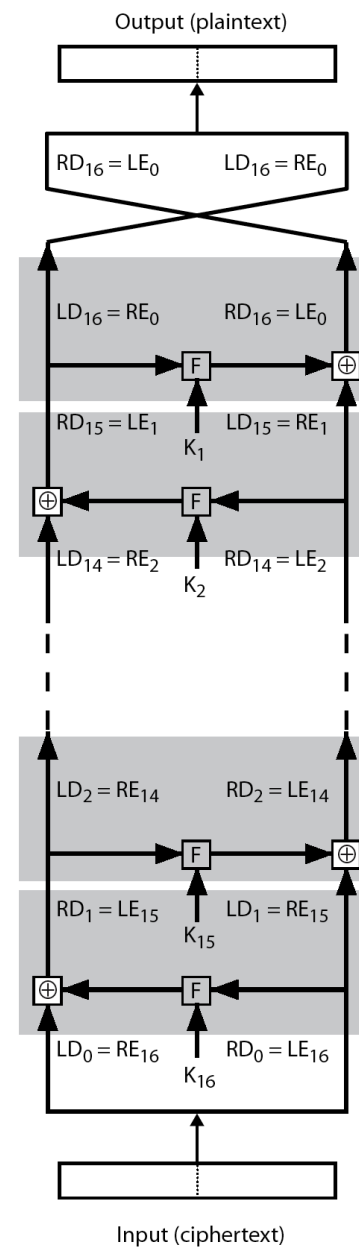 Output (plaintext)
RD₁₆ = LE₀ LD₁₆ = RE₀
LD₁₆ = RE₀ RD₁₆ = LE₀
F ⊕
RD₁₅ = LE₁ LD₁₅ = RE₁
K₁
⊕ F
LD₁₄ = RE₂ RD₁₄ = LE₂
K₂
LD₂ = RE₁₄ RD₂ = LE₁₄
F ⊕
RD₁ = LE₁₅ LD₁ = RE₁₅
K₁₅
⊕ F
LD₀ = RE₁₆ RD₀ = LE₁₆
K₁₆
Input (ciphertext)